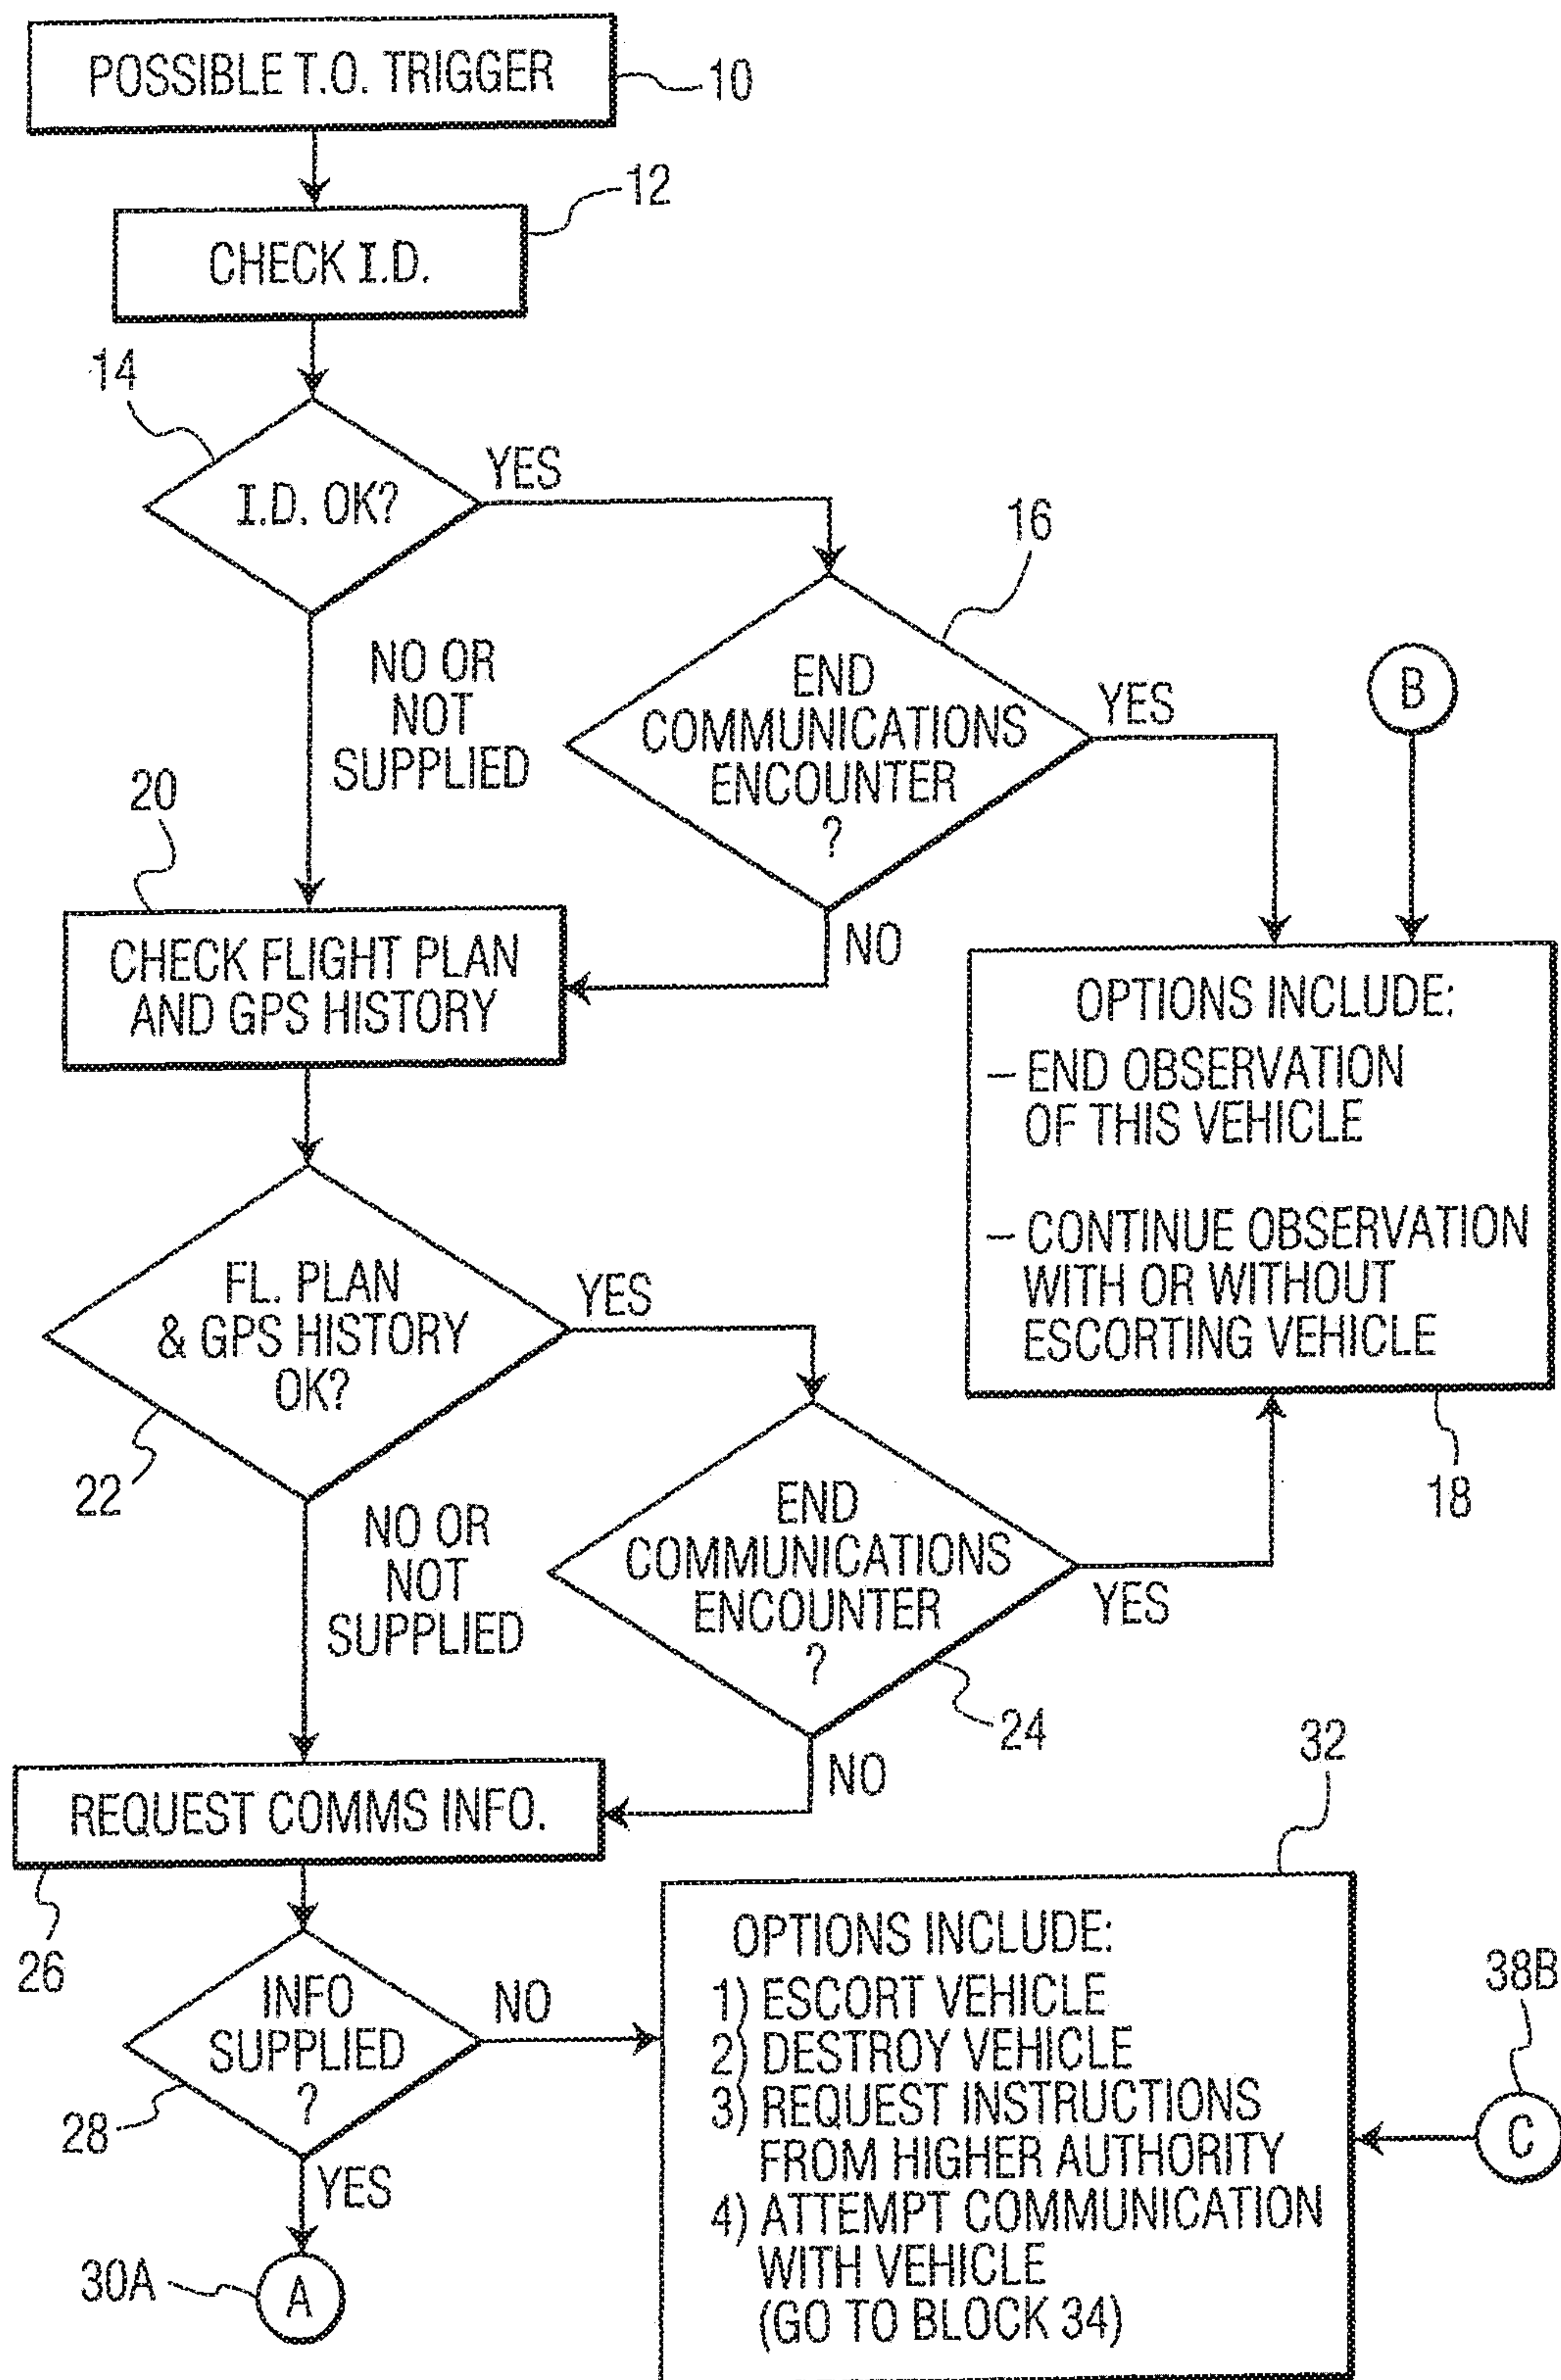 POSSIBLE T.O. TRIGGER
10
12
CHECK I.D.
14
I.D. OK?
YES
16
NO OR
NOT
SUPPLIED
END
COMMUNICATIONS
ENCOUNTER
?
YES
B
20
NO
CHECK FLIGHT PLAN
AND GPS HISTORY
OPTIONS INCLUDE:
– END OBSERVATION
OF THIS VEHICLE
– CONTINUE OBSERVATION
WITH OR WITHOUT
ESCORTING VEHICLE
18
FL. PLAN
& GPS HISTORY
OK?
YES
22
NO OR
NOT
SUPPLIED
END
COMMUNICATIONS
ENCOUNTER
?
YES
24
NO
32
REQUEST COMMS INFO.
26
INFO
SUPPLIED
?
NO
28
YES
30A
A
OPTIONS INCLUDE:
1) ESCORT VEHICLE
2) DESTROY VEHICLE
3) REQUEST INSTRUCTIONS
FROM HIGHER AUTHORITY
4) ATTEMPT COMMUNICATION
WITH VEHICLE
(GO TO BLOCK 34)
38B
C